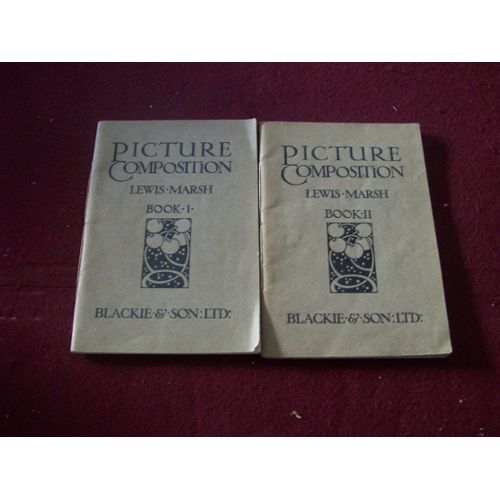 PICTURE
COMPOSITION
LEWIS·MARSH
BOOK·I·
BLACKIE·&·SON:LTD:
PICTURE
COMPOSITION
LEWIS·MARSH
BOOK·II
BLACKIE·&·SON:LTD: